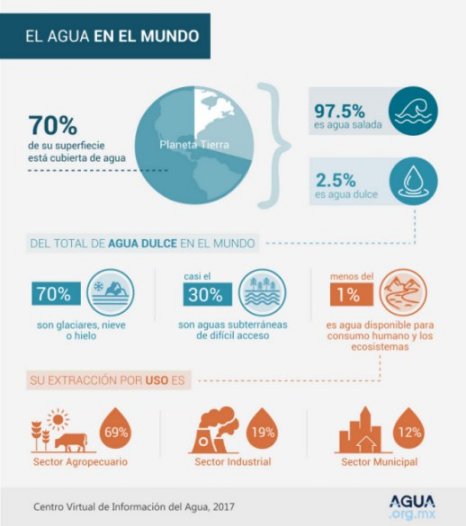 EL AGUA EN EL MUNDO
70%
de su superfiecie
está cubierta de agua
Planeta Tierra
97.5%
es agua salada
2.5%
es agua dulce
DEL TOTAL DE AGUA DULCE EN EL MUNDO
70%
son glaciares, nieve
o hielo
casi el
30%
son aguas subterráneas
de difícil acceso
menos del
1%
es agua disponible para
consumo humano y los
ecosistemas
SU EXTRACCIÓN POR USO ES
69%
Sector Agropecuario
19%
Sector Industrial
12%
Sector Municipal
Centro Virtual de Información del Agua, 2017
AGUA
.org.mx